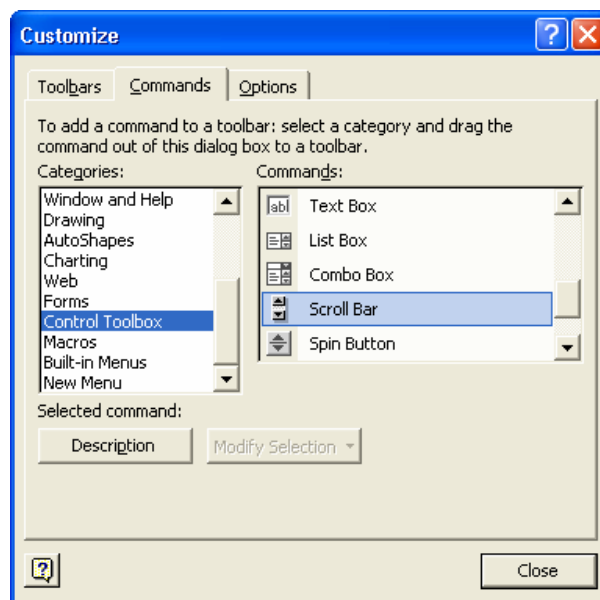 Customize
Toolbars Commands Options
To add a command to a toolbar: select a category and drag the
command out of this dialog box to a toolbar.
Categories: Commands:
Window and Help
Drawing
AutoShapes
Charting
Web
Forms
Control Toolbox
Macros
Built-in Menus
New Menu
abl Text Box
List Box
Combo Box
Scroll Bar
Spin Button
Selected command:
Description Modify Selection
Close